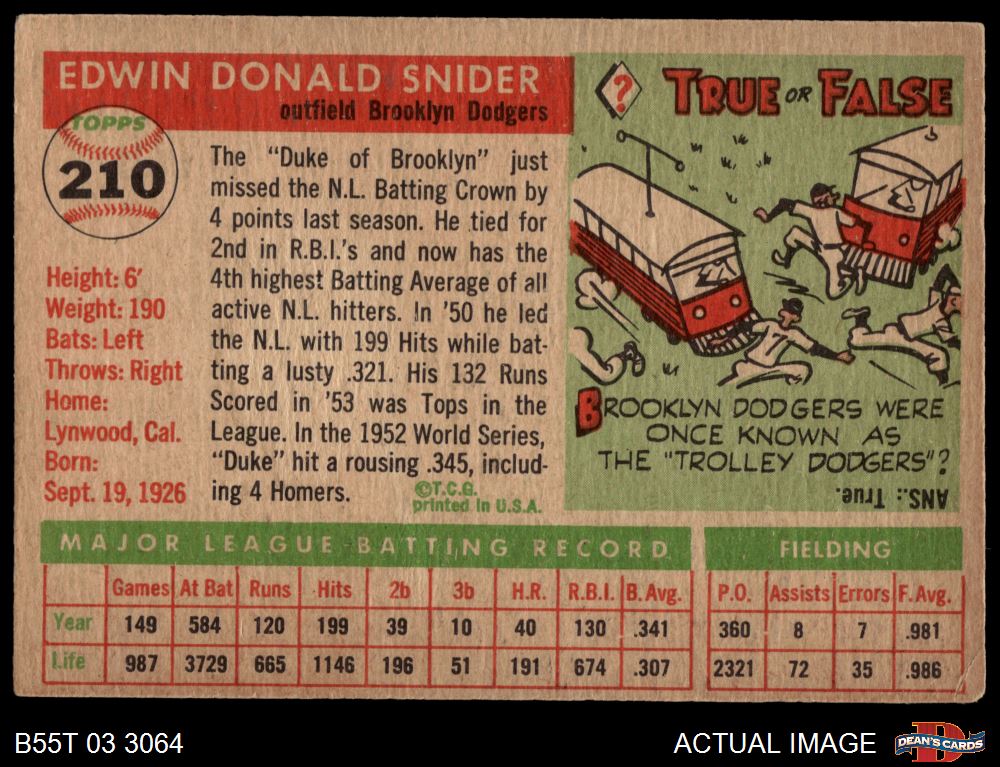 EDWIN DONALD SNIDER
outfield Brooklyn Dodgers
TOPPS
210
Height: 6'
Weight: 190
Bats: Left
Throws: Right
Home:
Lynwood, Cal.
Born:
Sept. 19, 1926
The "Duke of Brooklyn" just
missed the N.L. Batting Crown by
4 points last season. He tied for
2nd in R.B.I.'s and now has the
4th highest Batting Average of all
active N.L. hitters. In '50 he led
the N.L. with 199 Hits while bat-
ting a lusty .321. His 132 Runs
Scored in '53 was Tops in the
League. In the 1952 World Series,
"Duke" hit a rousing .345, includ-
ing 4 Homers.
©T.C.G.
printed in U.S.A.
?
TRUE OR FALSE
7
BROOKLYN DODGERS WERE
ONCE KNOWN AS
THE "TROLLEY DODGERS"?
ANS.: True.
MAJOR LEAGUE BATTING RECORD
FIELDING
Games At Bat Runs Hits 2b 3b H.R. R.B.I. B. Avg. P.O. Assists Errors F. Avg.
Year 149 584 120 199 39 10 40 130 .341 360 8 7 .981
Life 987 3729 665 1146 196 51 191 674 .307 2321 72 35 .986
B55T 03 3064
ACTUAL IMAGE
D
DEAN'S CARDS